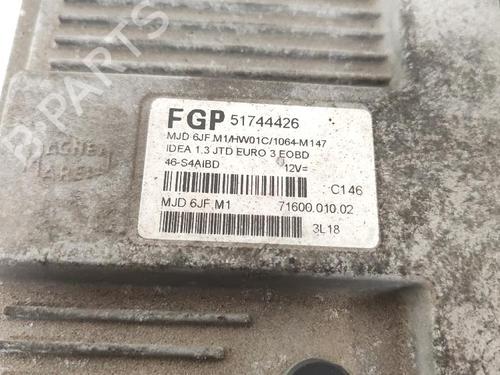 FGP 51744426
MJD 6JF.M1/HW01C/1064-M147
IDEA 1.3 JTD EURO 3 EOBD
46-S4AiBD 12V=
C146
MJD 6JF.M1 71600.010.02
3L18